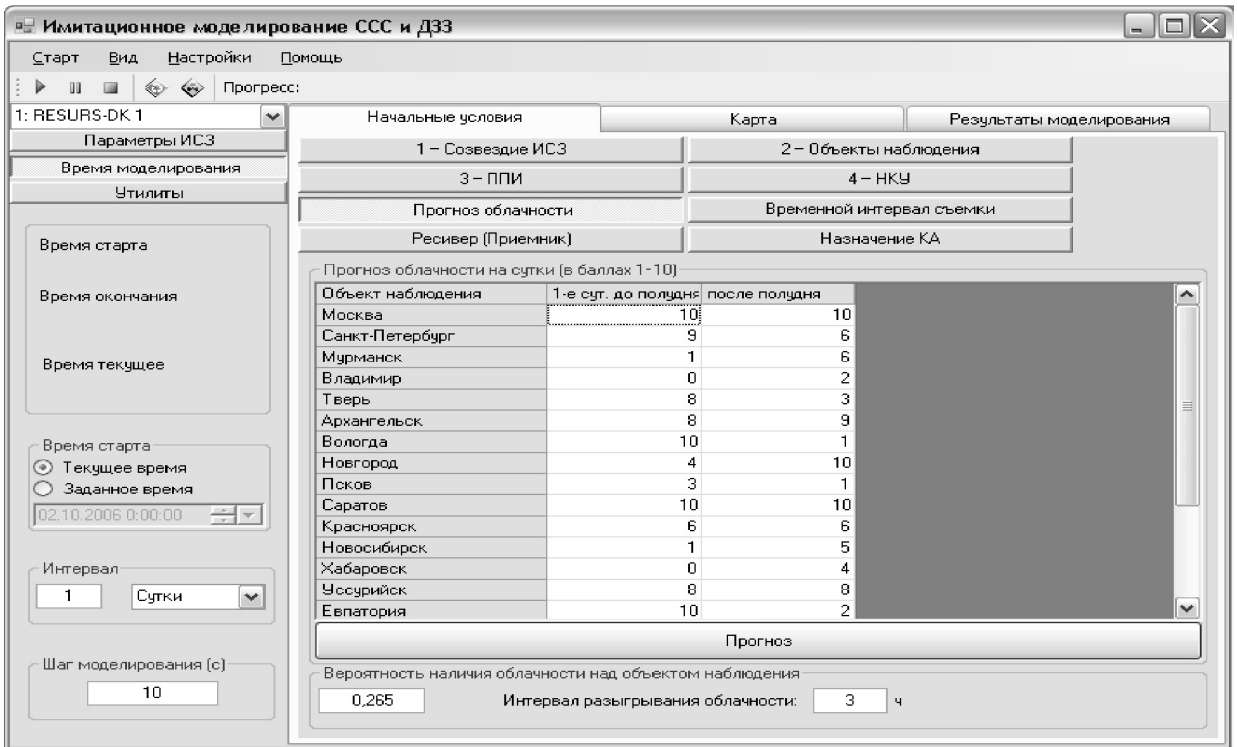 Имитационное моделирование ССС и ДЗЗ
Старт Вид Настройки Помощь
Прогресс:
1: RESURS-DK 1
Параметры ИСЗ
Время моделирования
Утилиты
Время старта
Время окончания
Время текущее
Время старта
Текущее время
Заданное время
02.10.2006 0:00:00
Интервал
1 Сутки
Шаг моделирования (с)
10
Начальные условия Карта Результаты моделирования
1 – Созвездие ИСЗ 2 – Объекты наблюдения
3 – ППИ 4 – НКУ
Прогноз облачности Временной интервал съемки
Ресивер (Приемник) Назначение КА
Прогноз облачности на сутки (в баллах 1-10)
Объект наблюдения 1-е сут. до полудня после полудня
Москва 10 10
Санкт-Петербург 9 6
Мурманск 1 6
Владимир 0 2
Тверь 8 3
Архангельск 8 9
Вологда 10 1
Новгород 4 10
Псков 3 1
Саратов 10 10
Красноярск 6 6
Новосибирск 1 5
Хабаровск 0 4
Уссурийск 8 8
Евпатория 10 2
Прогноз
Вероятность наличия облачности над объектом наблюдения
0,265 Интервал разыгрывания облачности: 3 ч